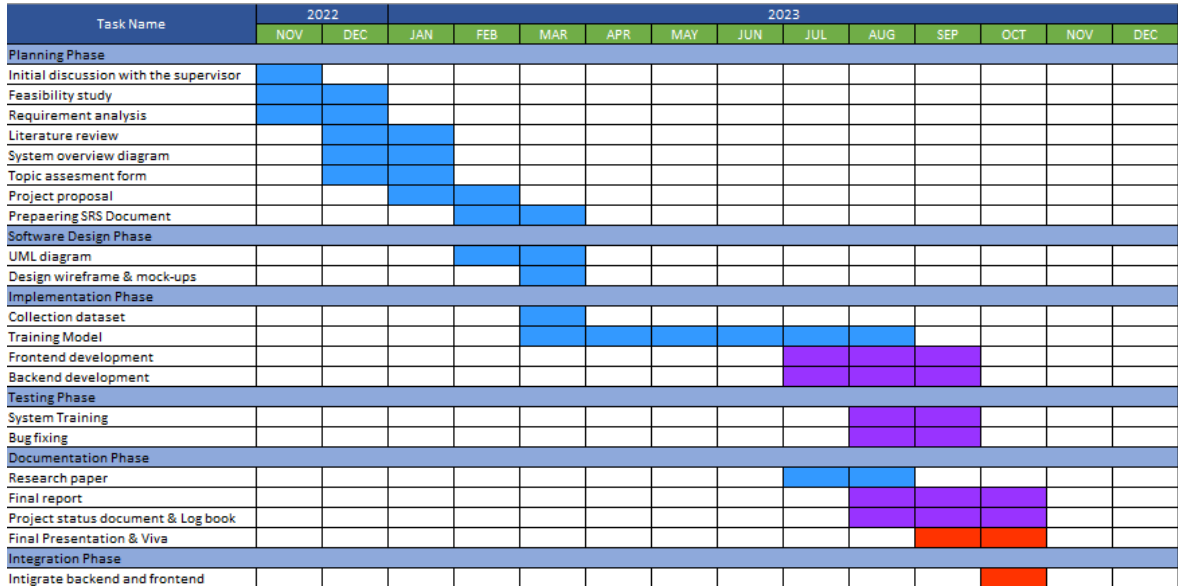 Task Name
2022 2023
NOV DEC JAN FEB MAR APR MAY JUN JUL AUG SEP OCT NOV DEC
Planning Phase
Initial discussion with the supervisor
Feasibility study
Requirement analysis
Literature review
System overview diagram
Topic assesment form
Project proposal
Prepaering SRS Document
Software Design Phase
UML diagram
Design wireframe & mock-ups
Implementation Phase
Collection dataset
Training Model
Frontend development
Backend development
Testing Phase
System Training
Bug fixing
Documentation Phase
Research paper
Final report
Project status document & Log book
Final Presentation & Viva
Integration Phase
Intigrate backend and frontend